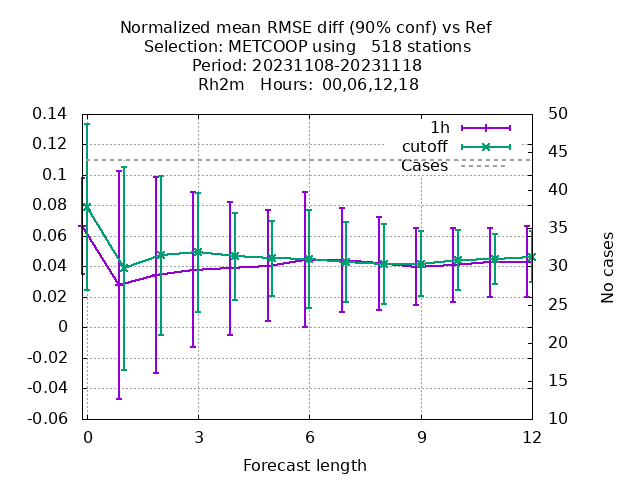 Normalized mean RMSE diff (90% conf) vs Ref
Selection: METCOOP using   518 stations
Period: 20231108-20231118
Rh2m   Hours:  00,06,12,18
0.14
0.12
0.1
0.08
0.06
0.04
0.02
0
-0.02
-0.04
-0.06
1h
cutoff
Cases
50
45
40
35
30
25
20
15
10
No cases
0 3 6 9 12
Forecast length